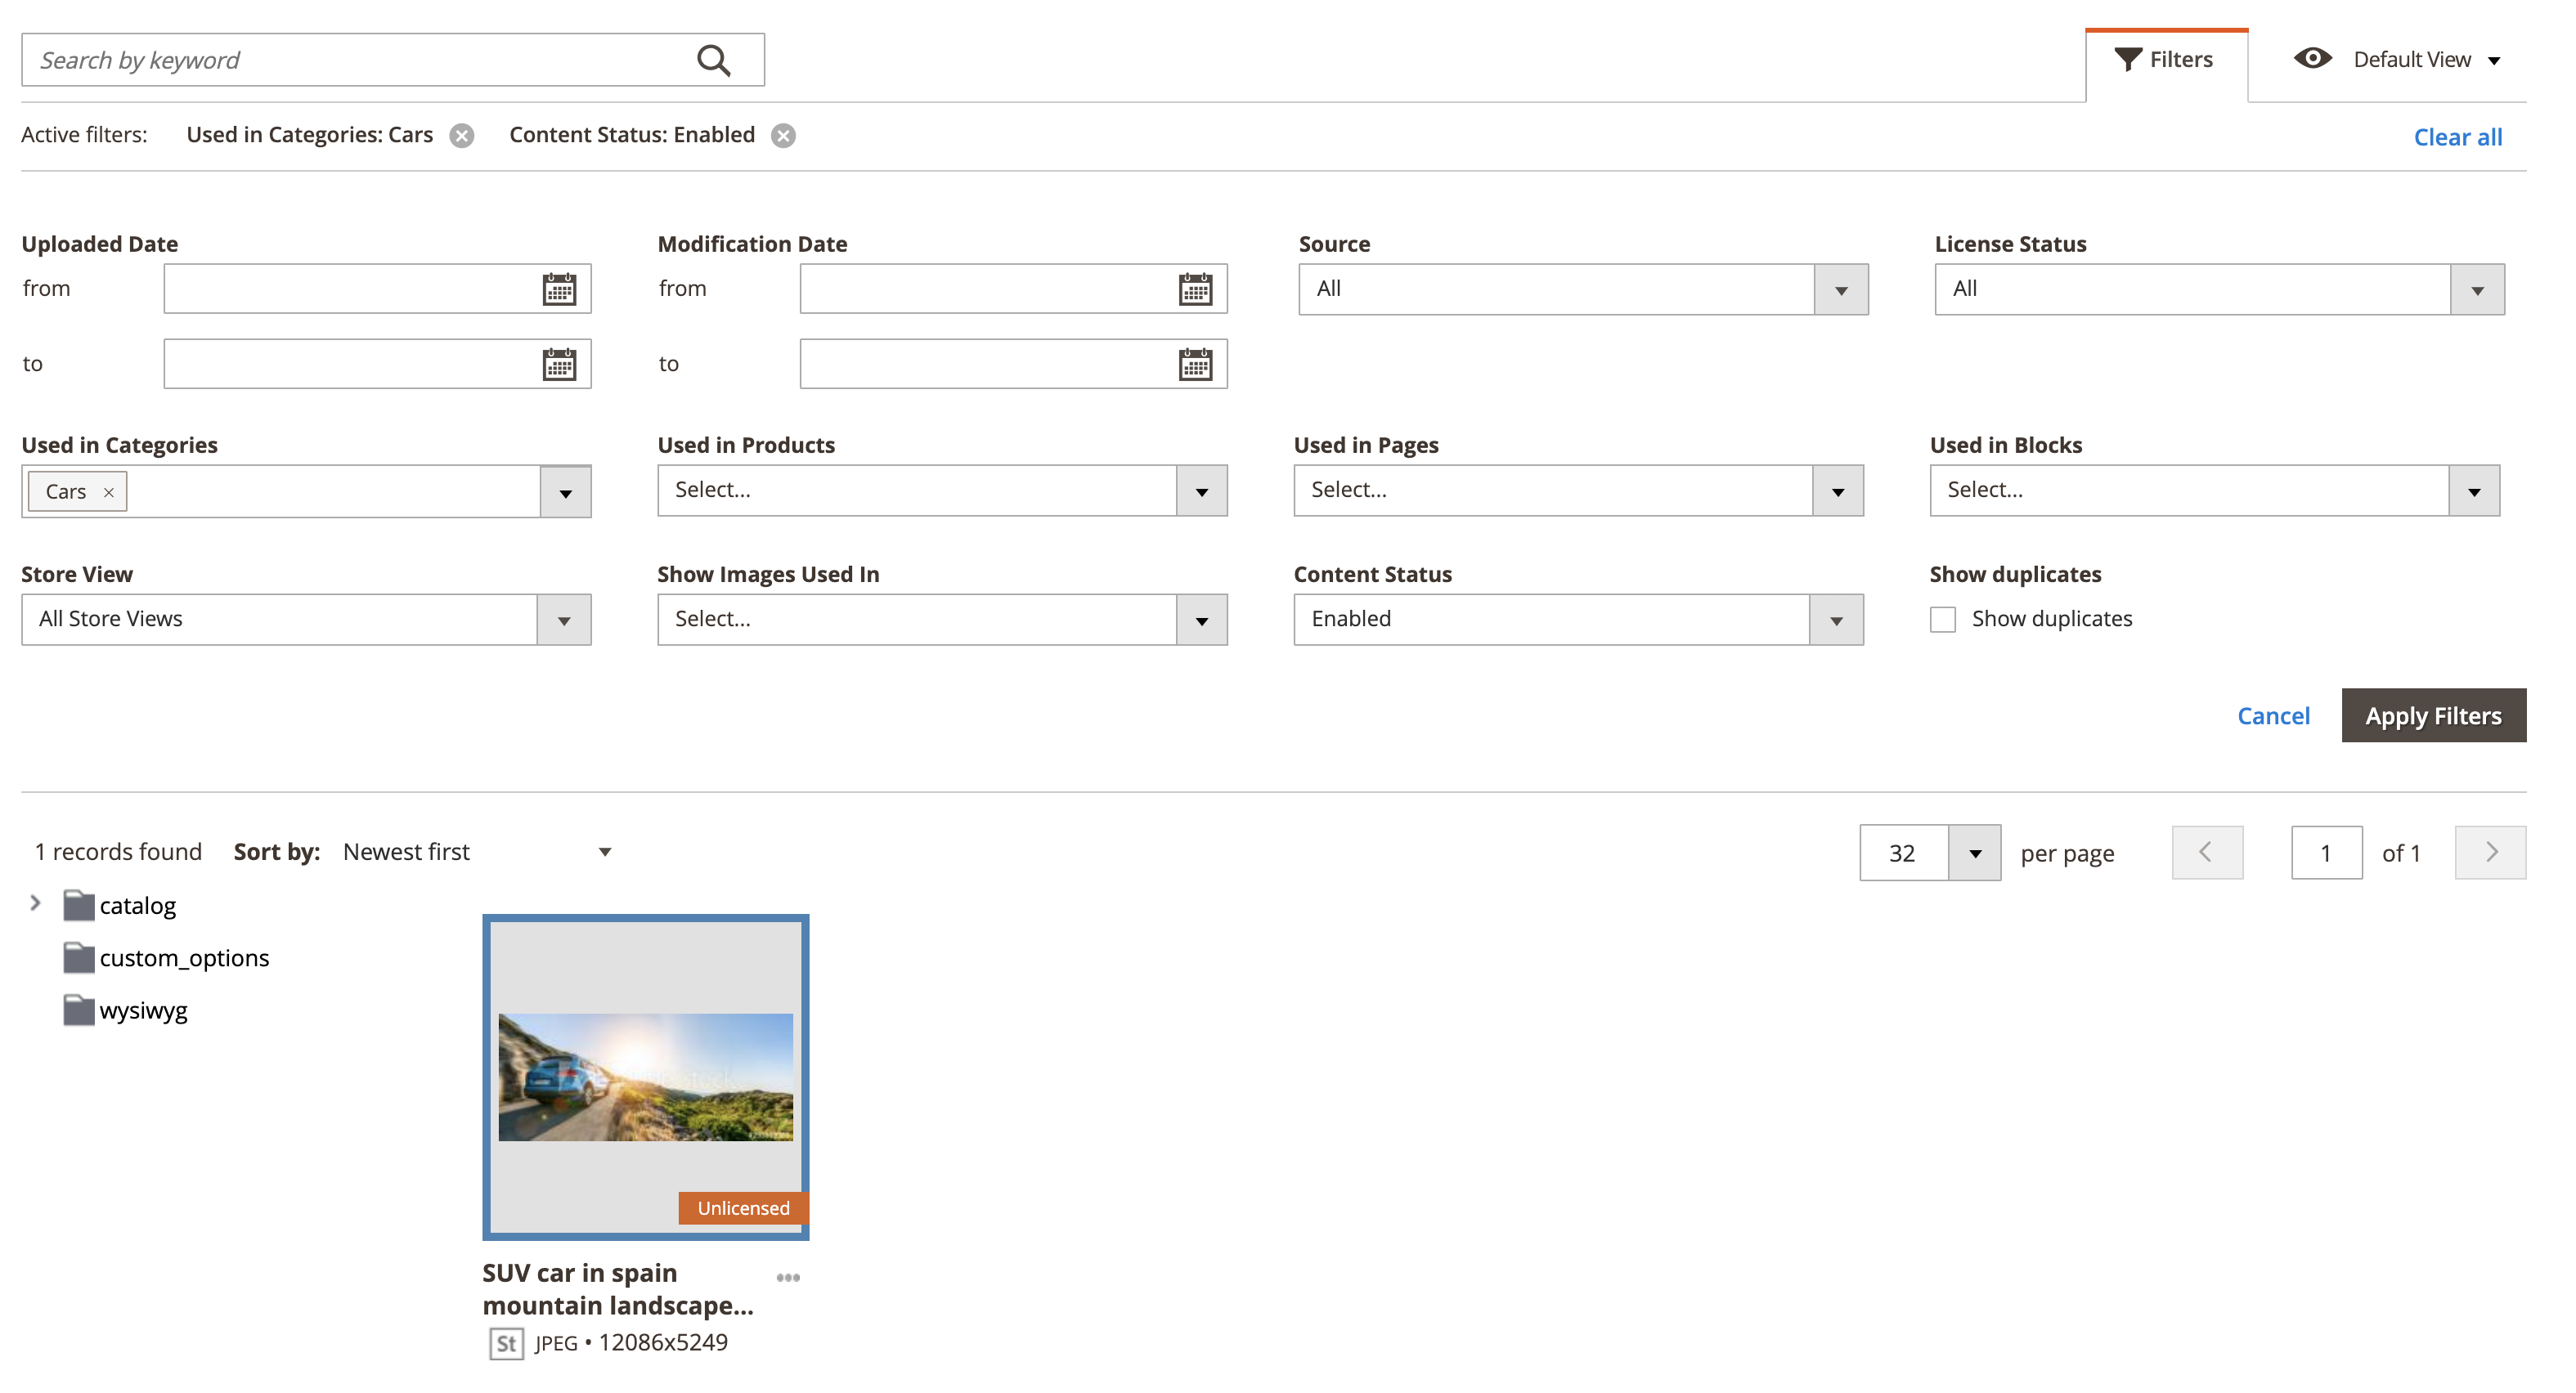 Search by keyword
Filters
Default View
Active filters: Used in Categories: Cars Content Status: Enabled Clear all
Uploaded Date Modification Date Source License Status
from from All All
to to
Used in Categories Used in Products Used in Pages Used in Blocks
Cars Select... Select... Select...
Store View Show Images Used In Content Status Show duplicates
All Store Views Select... Enabled Show duplicates
Cancel Apply Filters
1 records found Sort by: Newest first 32 per page 1 of 1
catalog
custom_options
wysiwyg
Unlicensed
SUV car in spain
mountain landscape...
St JPEG • 12086x5249